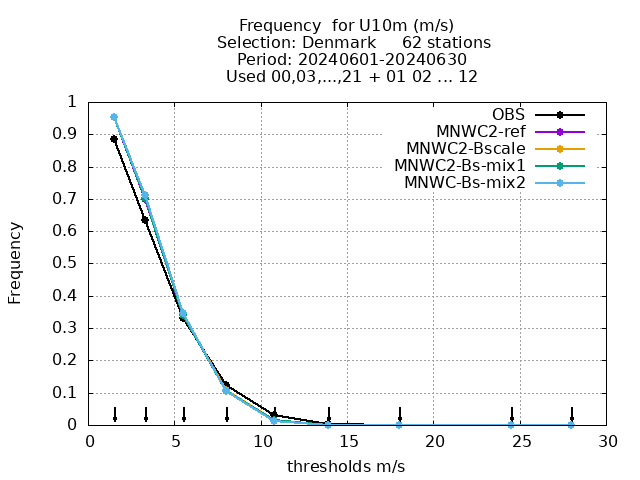 Frequency  for U10m (m/s)
Selection: Denmark     62 stations
Period: 20240601-20240630
Used 00,03,...,21 + 01 02 ... 12
OBS
MNWC2-ref
MNWC2-Bscale
MNWC2-Bs-mix1
MNWC-Bs-mix2
1
0.9
0.8
0.7
0.6
0.5
0.4
0.3
0.2
0.1
0
Frequency
0 5 10 15 20 25 30
thresholds m/s